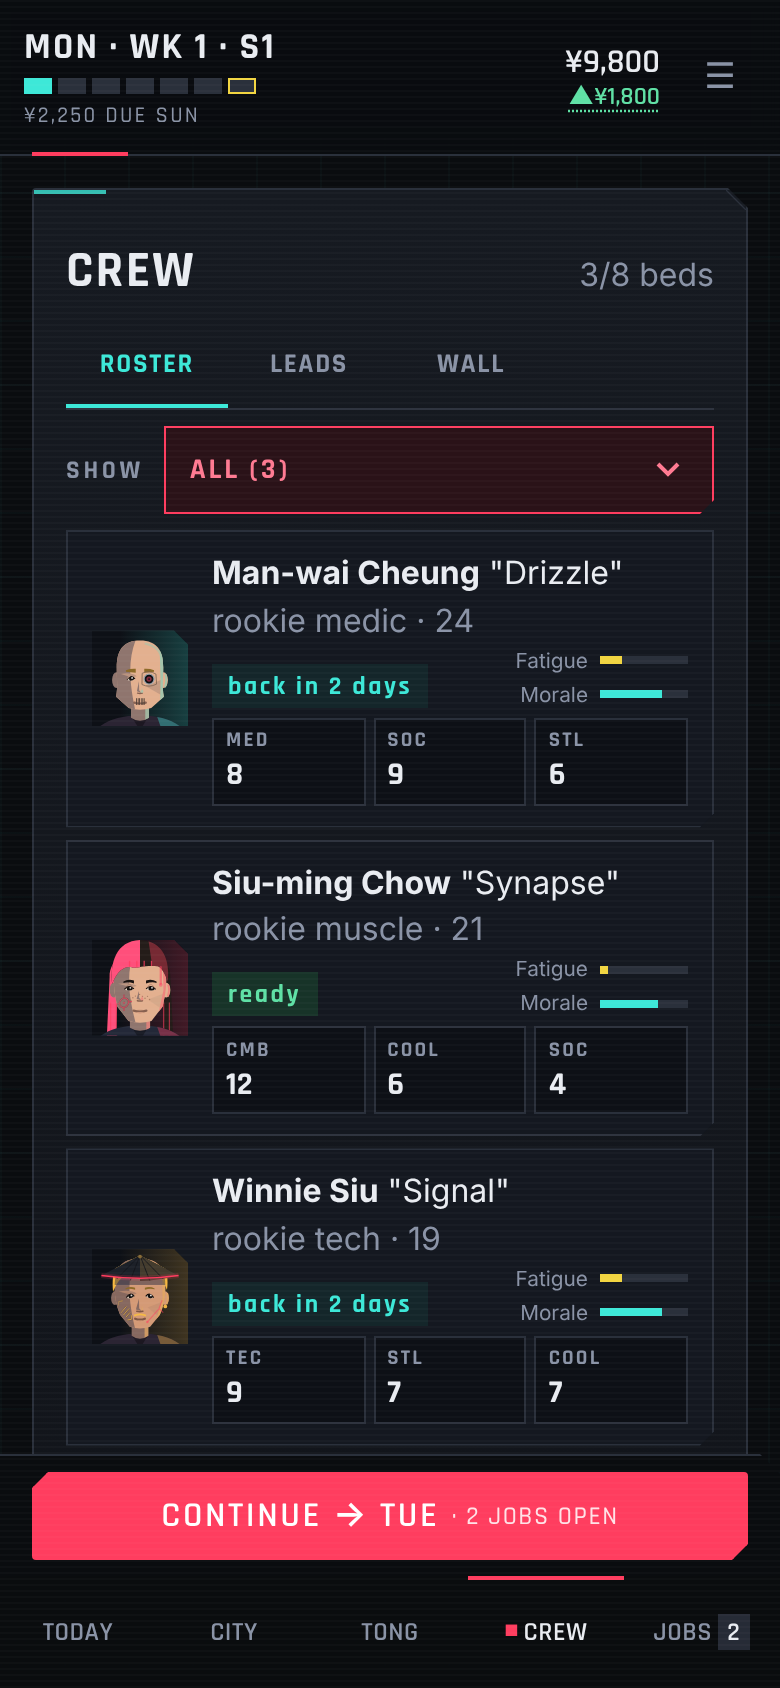 MON · WK 1 · S1
¥2,250 DUE SUN
¥9,800
▲¥1,800
☰
CREW
3/8 beds
ROSTER LEADS WALL
SHOW ALL (3)
Man-wai Cheung "Drizzle"
rookie medic · 24
back in 2 days
Fatigue
Morale
MED SOC STL
8 9 6
Siu-ming Chow "Synapse"
rookie muscle · 21
ready
Fatigue
Morale
CMB COOL SOC
12 6 4
Winnie Siu "Signal"
rookie tech · 19
back in 2 days
Fatigue
Morale
TEC STL COOL
9 7 7
CONTINUE → TUE · 2 JOBS OPEN
TODAY CITY TONG CREW JOBS 2